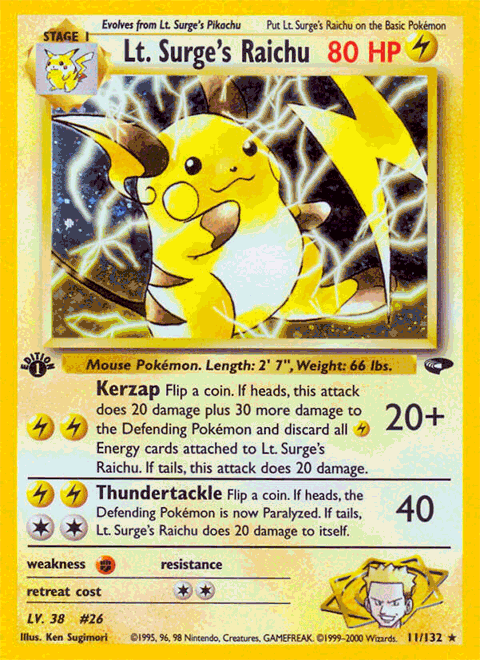 Evolves from Lt. Surge's Pikachu Put Lt. Surge's Raichu on the Basic Pokémon
STAGE 1
Lt. Surge's Raichu 80 HP
EDITION
1
Mouse Pokémon. Length: 2' 7", Weight: 66 lbs.
Kerzap Flip a coin. If heads, this attack
does 20 damage plus 30 more damage to
the Defending Pokémon and discard all
Energy cards attached to Lt. Surge's
Raichu. If tails, this attack does 20 damage.
20+
Thundertackle Flip a coin. If heads, the
Defending Pokémon is now Paralyzed. If tails,
Lt. Surge's Raichu does 20 damage to itself.
40
weakness resistance
retreat cost
LV. 38 #26
Illus. Ken Sugimori ©1995, 96, 98 Nintendo, Creatures, GAMEFREAK. ©1999-2000 Wizards. 11/132 ★